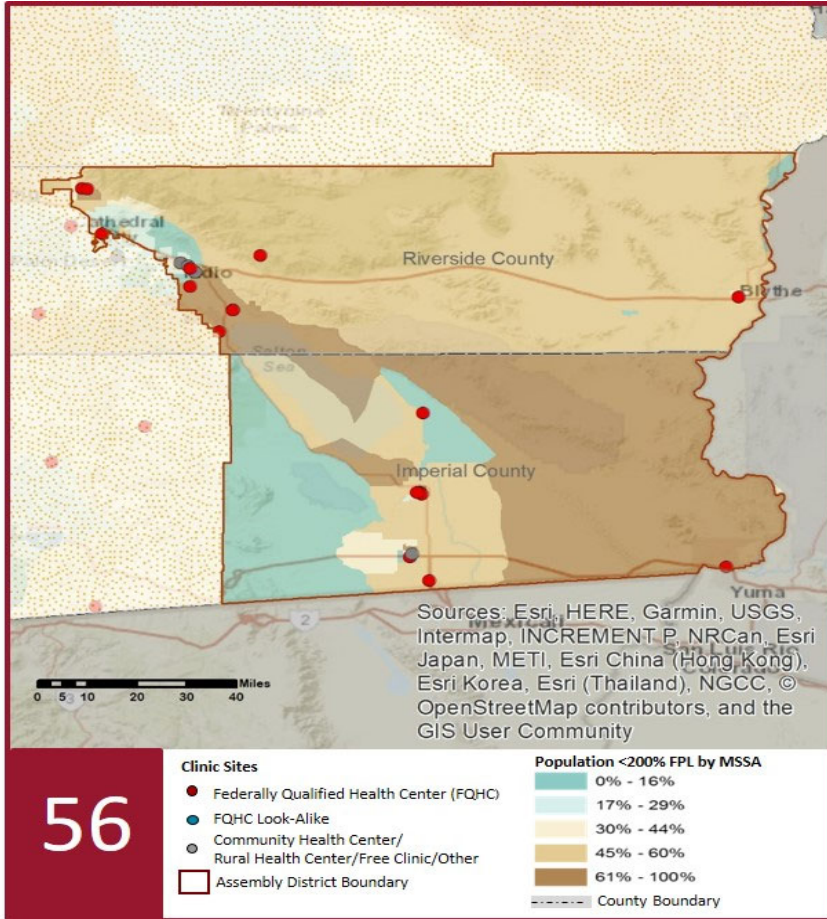 Riverside County
Blythe
Salton
Sea
Imperial County
Yuma
2
Sources: Esri, HERE, Garmin, USGS,
Intermap, INCREMENT P, NRCan, Esri
Japan, METI, Esri China (Hong Kong),
Esri Korea, Esri (Thailand), NGCC, ©
OpenStreetMap contributors, and the
GIS User Community
Miles
0 5 10 20 30 40
56
Clinic Sites
Federally Qualified Health Center (FQHC)
FQHC Look-Alike
Community Health Center/
Rural Health Center/Free Clinic/Other
Assembly District Boundary
Population <200% FPL by MSSA
0% - 16%
17% - 29%
30% - 44%
45% - 60%
61% - 100%
County Boundary